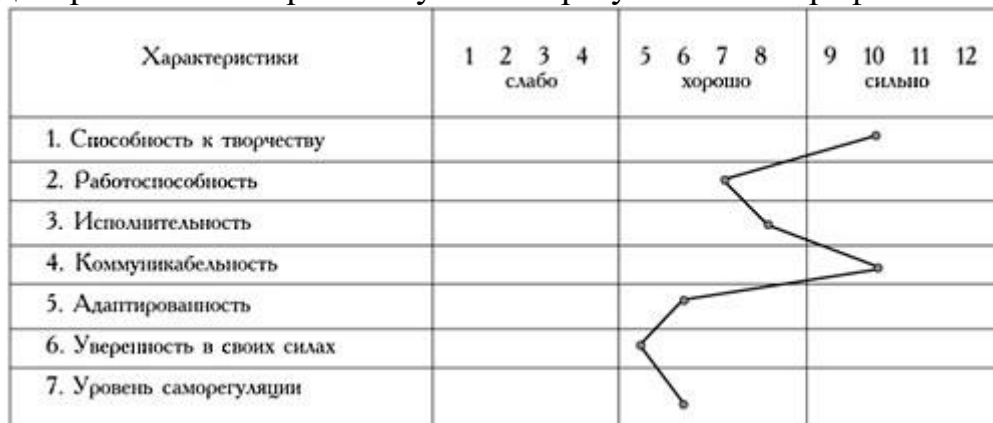 Характеристики
1 2 3 4
слабо
5 6 7 8
хорошо
9 10 11 12
сильно
1. Способность к творчеству
2. Работоспособность
3. Исполнительность
4. Коммуникабельность
5. Адаптированность
6. Уверенность в своих силах
7. Уровень саморегуляции